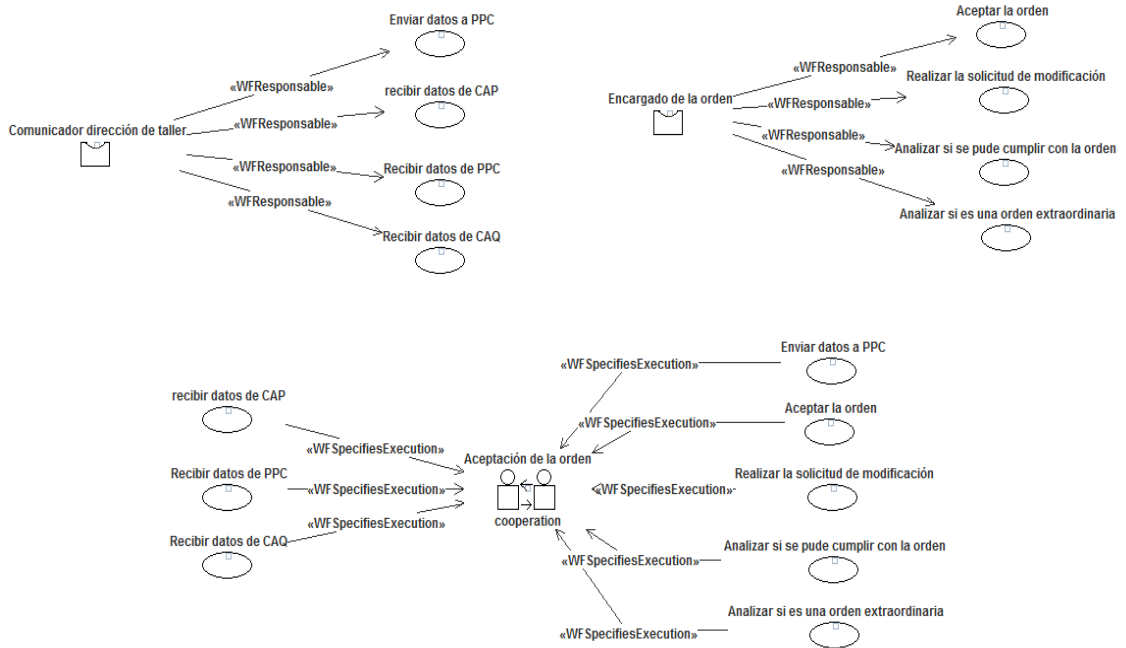 Enviar datos a PPC
«WFResponsable»
recibir datos de CAP
Comunicador dirección de taller
«WFResponsable»
«WFResponsable»
Recibir datos de PPC
«WFResponsable»
Recibir datos de CAQ
Aceptar la orden
«WFResponsable»
Realizar la solicitud de modificación
Encargado de la orden
«WFResponsable»
«WFResponsable»
Analizar si se pude cumplir con la orden
«WFResponsable»
Analizar si es una orden extraordinaria
Enviar datos a PPC
«WFSpecifiesExecution»
recibir datos de CAP
Aceptar la orden
«WFSpecifiesExecution»
«WFSpecifiesExecution»
Aceptación de la orden
Recibir datos de PPC
Realizar la solicitud de modificación
«WFSpecifiesExecution»
«WFSpecifiesExecution»
cooperation
«WFSpecifiesExecution»
Recibir datos de CAQ
Analizar si se pude cumplir con la orden
«WFSpecifiesExecution»
Analizar si es una orden extraordinaria
«WFSpecifiesExecution»